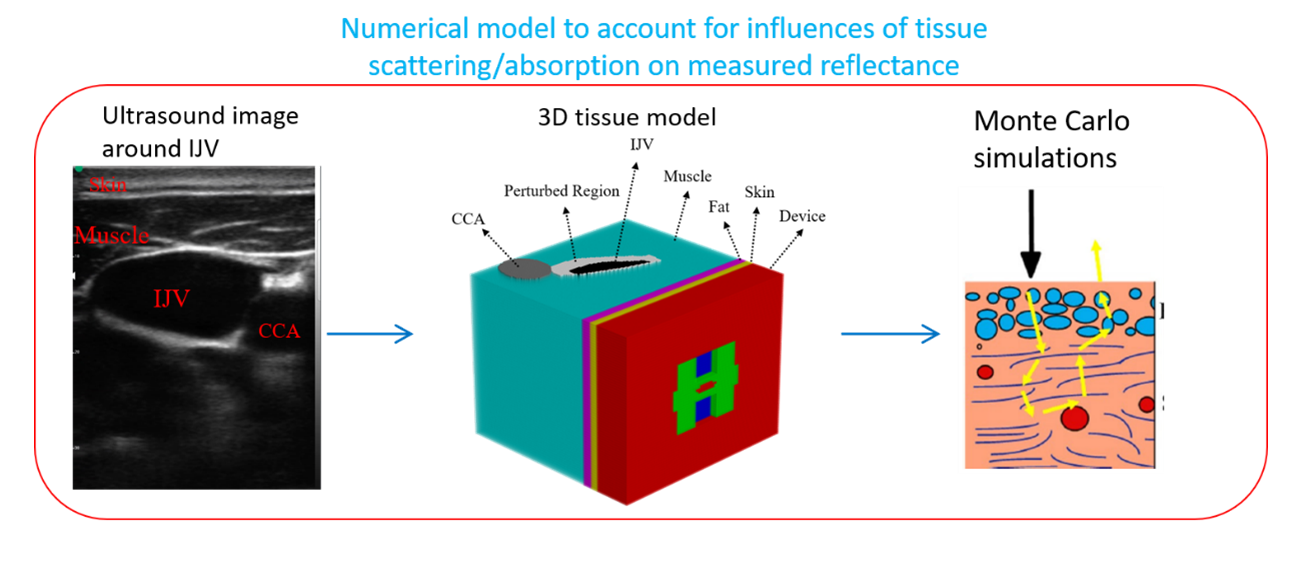 Numerical model to account for influences of tissue
scattering/absorption on measured reflectance
Ultrasound image
around IJV
Skin
Muscle
IJV
CCA
3D tissue model
IJV
Muscle
Perturbed Region
Skin
Fat
CCA
Device
Monte Carlo
simulations